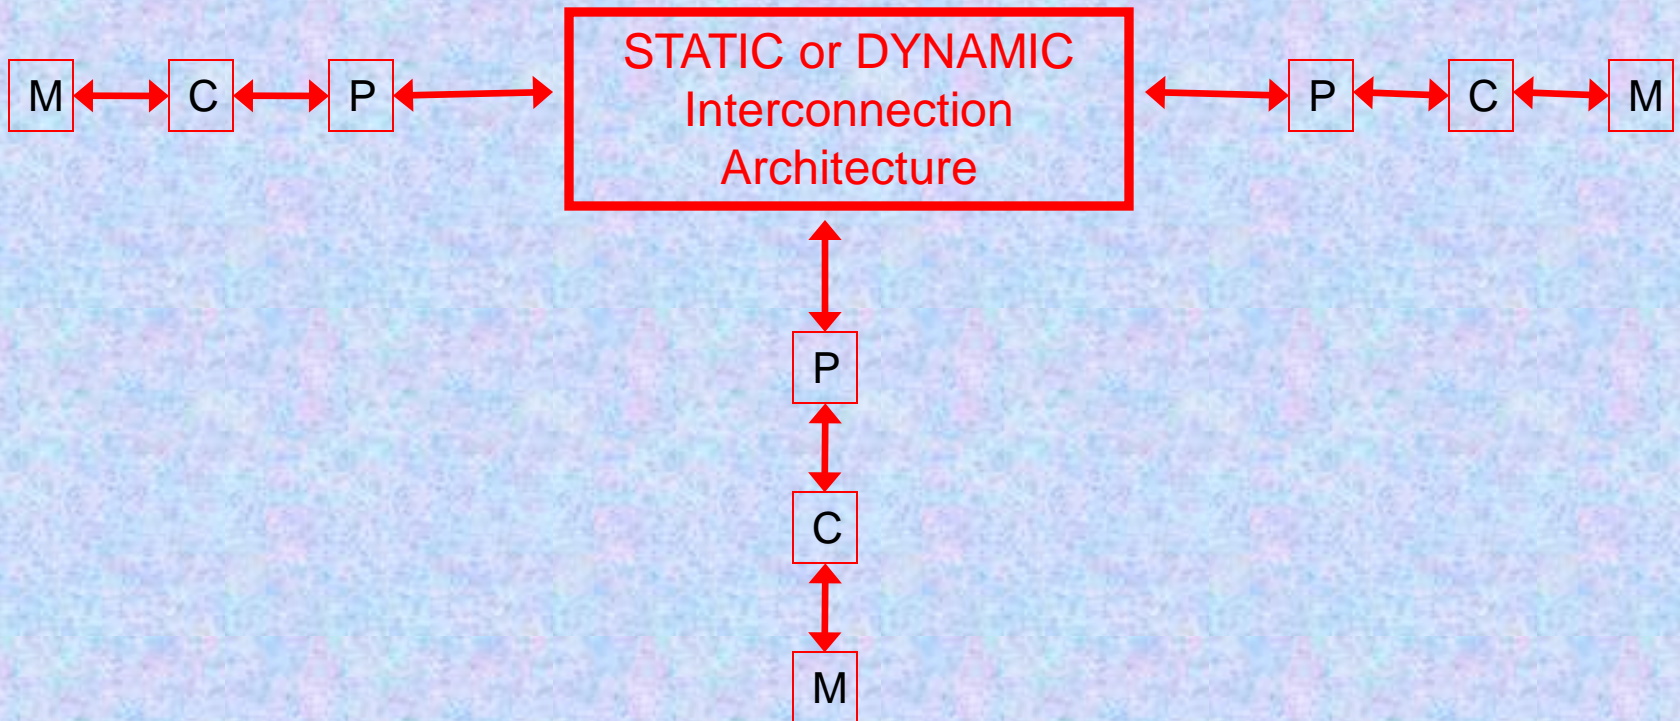 STATIC or DYNAMIC
Interconnection
Architecture
M C P
P C M
P
C
M